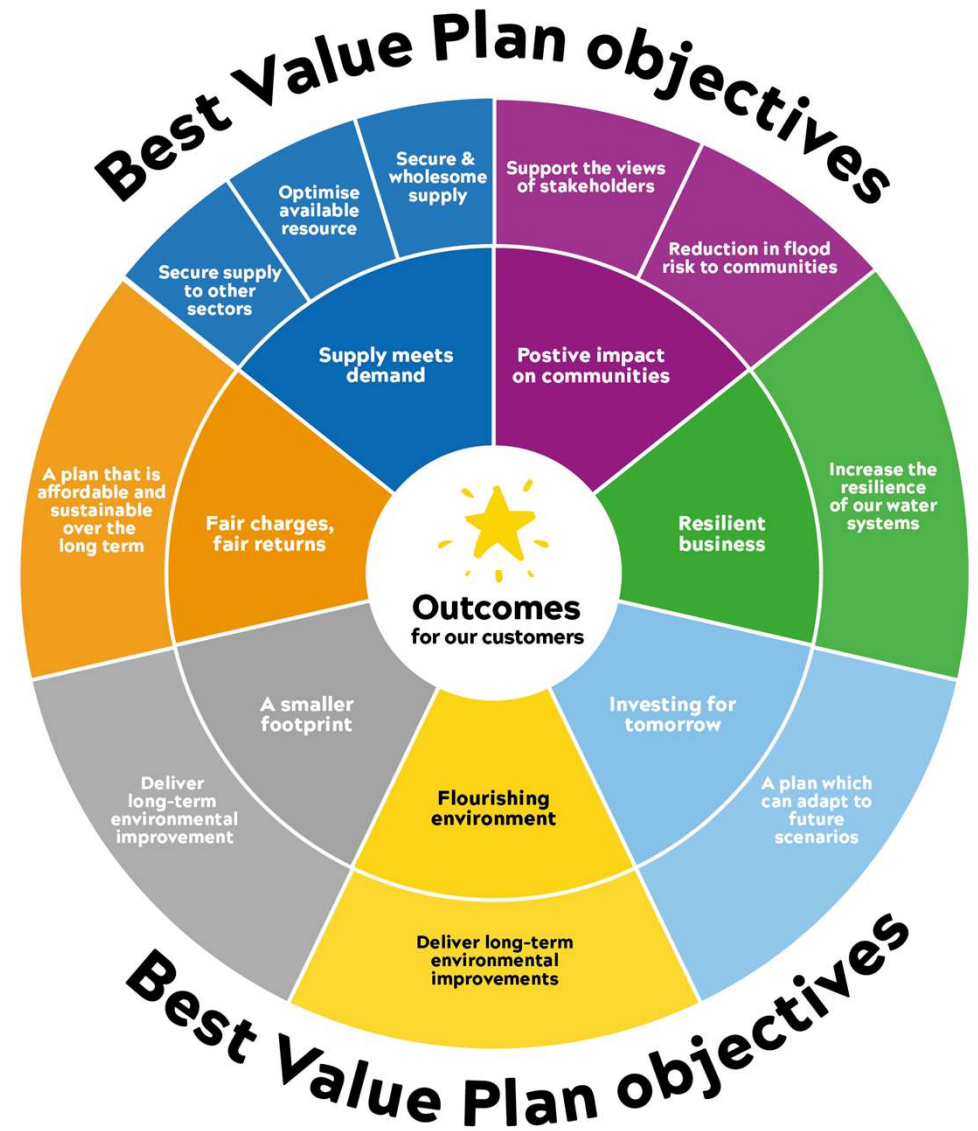 Best Value Plan objectives
Secure &
wholesome
supply
Support the views
of stakeholders
Optimise
available
resource
Reduction in flood
risk to communities
Secure supply
to other
sectors
Supply meets
demand
Postive impact
on communities
A plan that is
affordable and
sustainable
over the
long term
Fair charges,
fair returns
Resilient
business
Increase the
resilience
of our water
systems
Outcomes
for our customers
A smaller
footprint
Investing for
tomorrow
Deliver
long-term
environmental
improvement
Flourishing
environment
A plan which
can adapt to
future
scenarios
Deliver long-term
environmental
improvements
Best Value Plan objectives